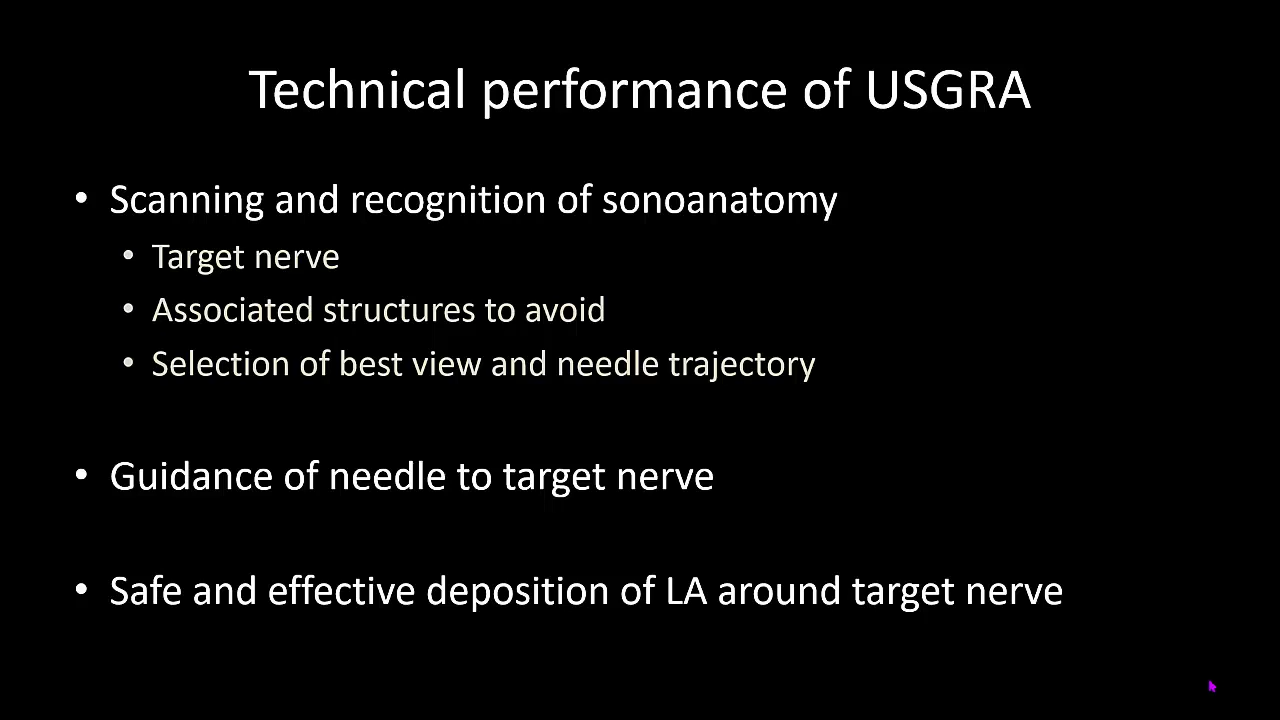 Technical performance of USGRA
• Scanning and recognition of sonoanatomy
• Target nerve
• Associated structures to avoid
• Selection of best view and needle trajectory
• Guidance of needle to target nerve
• Safe and effective deposition of LA around target nerve